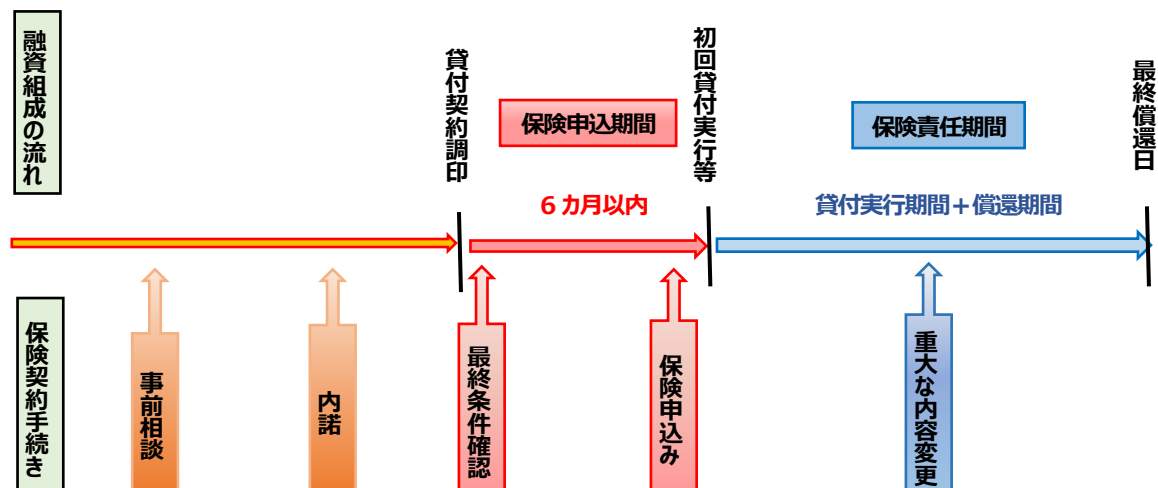 融資組成の流れ
貸付契約調印
保険申込期間
初回貸付実行等
保険責任期間
最終償還日
6カ月以内
貸付実行期間＋償還期間
保険契約手続き
事前相談
内諾
最終条件確認
保険申込み
重大な内容変更